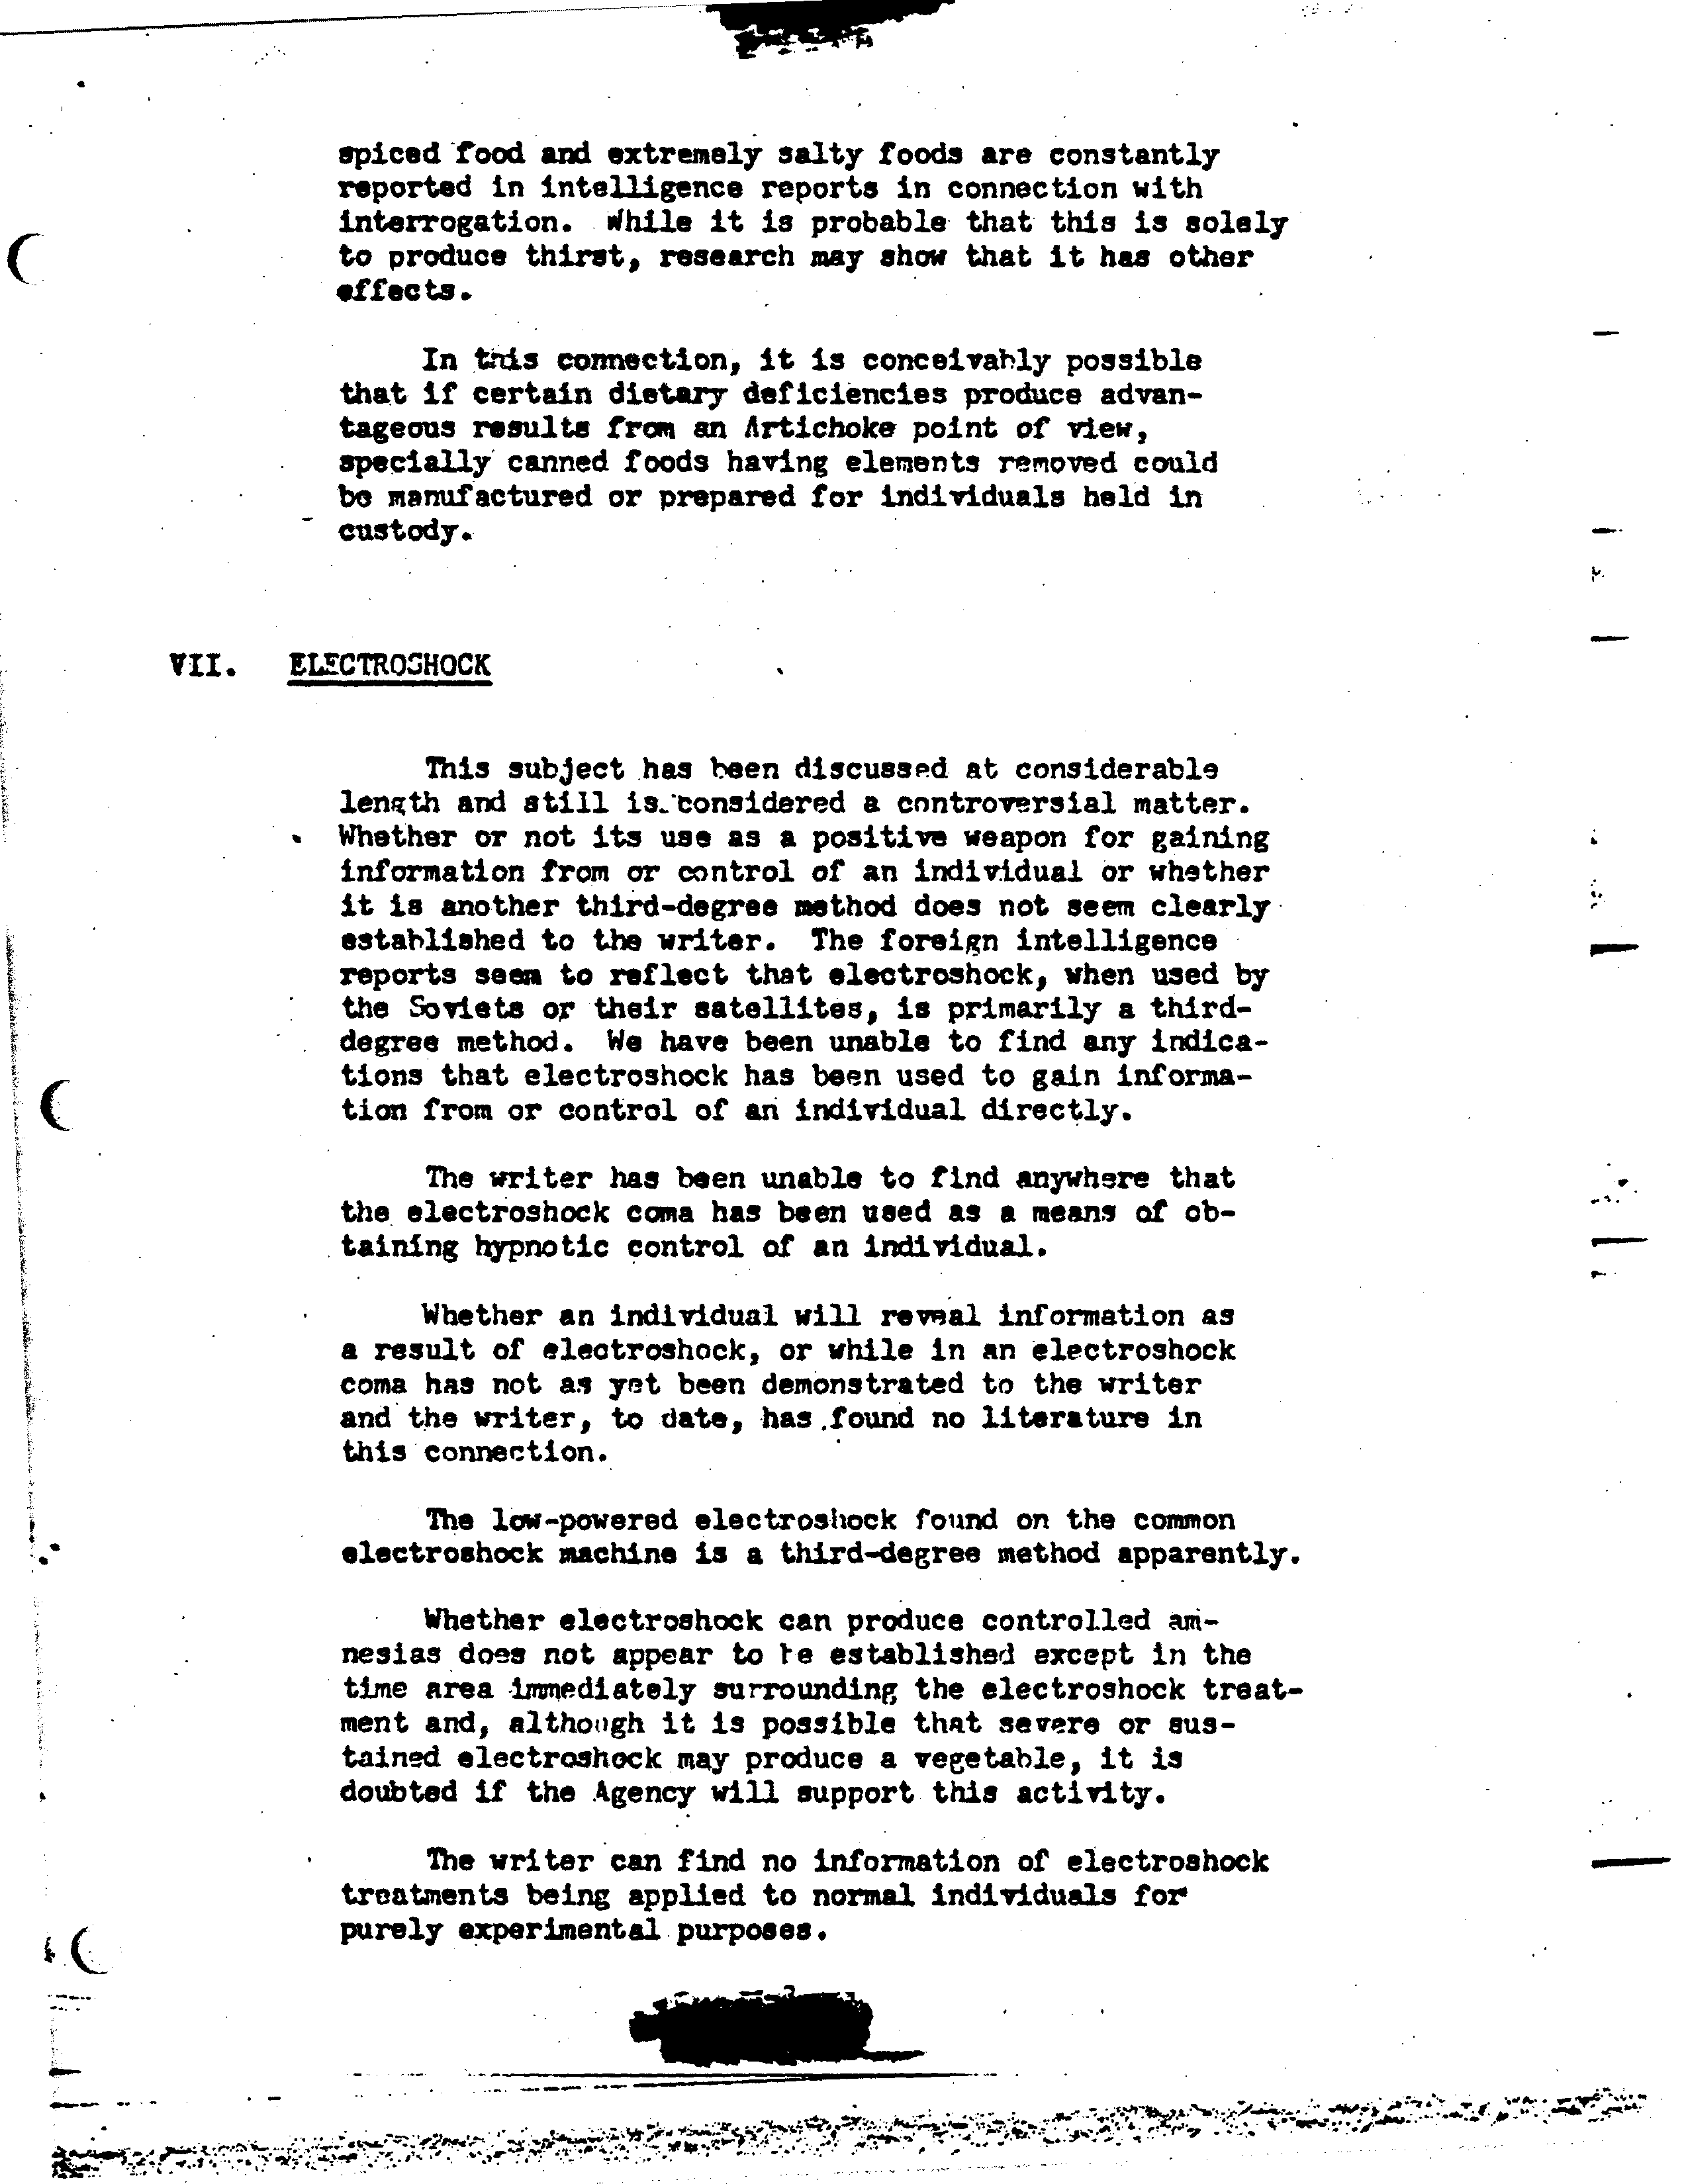 spiced food and extremely salty foods are constantly
reported in intelligence reports in connection with
interrogation. While it is probable that this is solely
to produce thirst, research may show that it has other
effects.
In this connection, it is conceivably possible
that if certain dietary deficiencies produce advan-
tageous results from an Artichoke point of view,
specially canned foods having elements removed could
be manufactured or prepared for individuals held in
custody.
VII. ELECTROSHOCK
This subject has been discussed at considerable
length and still is considered a controversial matter.
Whether or not its use as a positive weapon for gaining
information from or control of an individual or whether
it is another third-degree method does not seem clearly
established to the writer. The foreign intelligence
reports seem to reflect that electroshock, when used by
the Soviets or their satellites, is primarily a third-
degree method. We have been unable to find any indica-
tions that electroshock has been used to gain informa-
tion from or control of an individual directly.
The writer has been unable to find anywhere that
the electroshock coma has been used as a means of ob-
taining hypnotic control of an individual.
Whether an individual will reveal information as
a result of electroshock, or while in an electroshock
coma has not as yet been demonstrated to the writer
and the writer, to date, has found no literature in
this connection.
The low-powered electroshock found on the common
electroshock machine is a third-degree method apparently.
Whether electroshock can produce controlled am-
nesias does not appear to be established except in the
time area immediately surrounding the electroshock treat-
ment and, although it is possible that severe or sus-
tained electroshock may produce a vegetable, it is
doubted if the Agency will support this activity.
The writer can find no information of electroshock
treatments being applied to normal individuals for
purely experimental purposes.